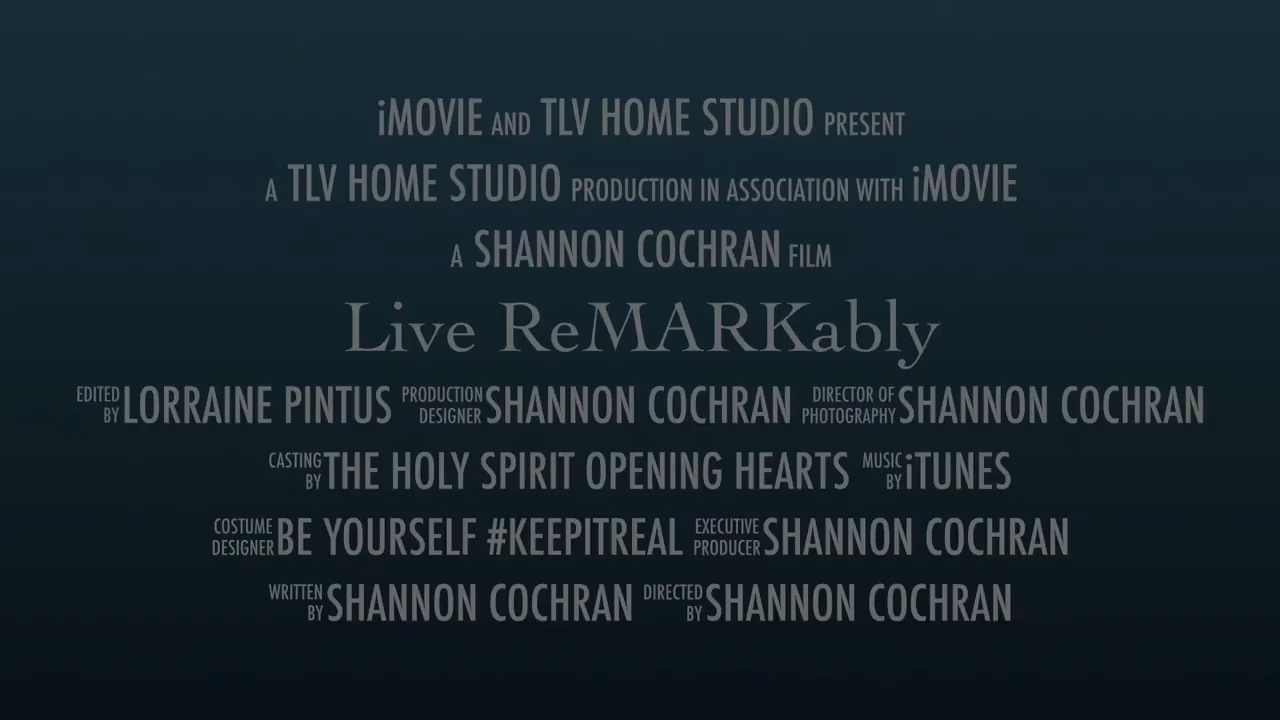 iMOVIE AND TLV HOME STUDIO PRESENT
A TLV HOME STUDIO PRODUCTION IN ASSOCIATION WITH iMOVIE
A SHANNON COCHRAN FILM
Live ReMARKably
EDITED BY LORRAINE PINTUS PRODUCTION DESIGNER SHANNON COCHRAN DIRECTOR OF PHOTOGRAPHY SHANNON COCHRAN
CASTING BY THE HOLY SPIRIT OPENING HEARTS MUSIC BY iTUNES
COSTUME DESIGNER BE YOURSELF #KEEPITREAL EXECUTIVE PRODUCER SHANNON COCHRAN
WRITTEN BY SHANNON COCHRAN DIRECTED BY SHANNON COCHRAN